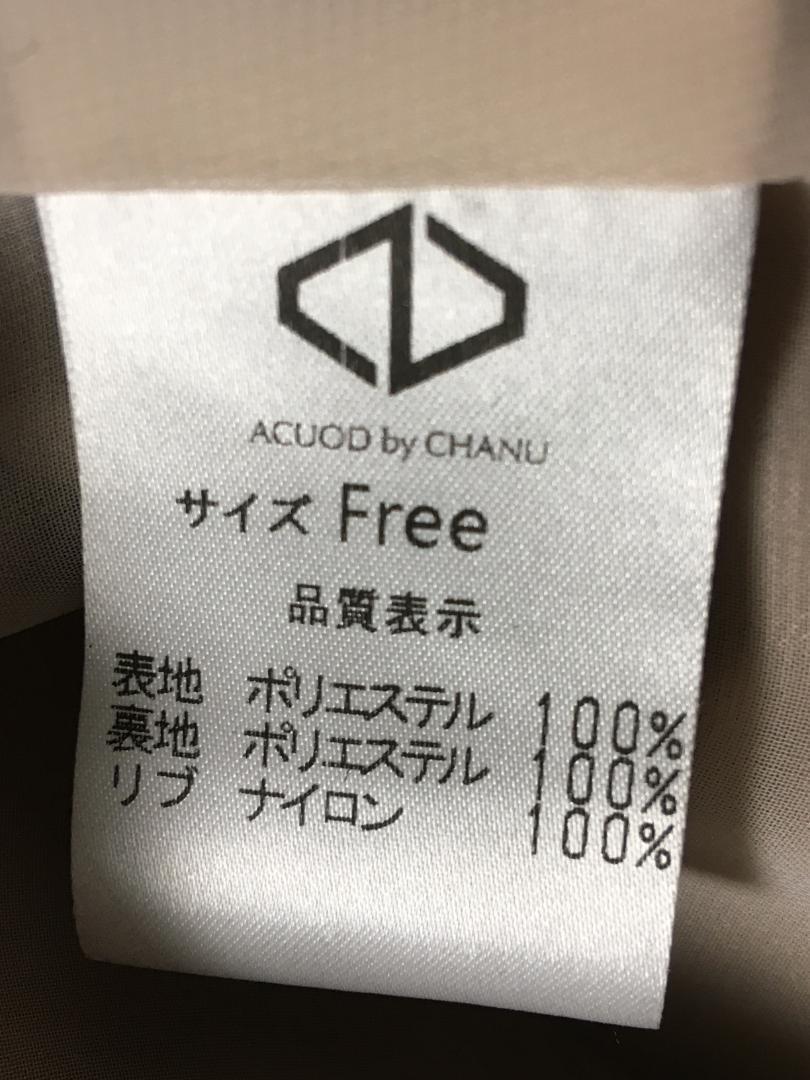 ACUOD by CHANU
サイズ Free
品質表示
表地 ポリエステル 100%
裏地 ポリエステル 100%
リブ ナイロン 100%